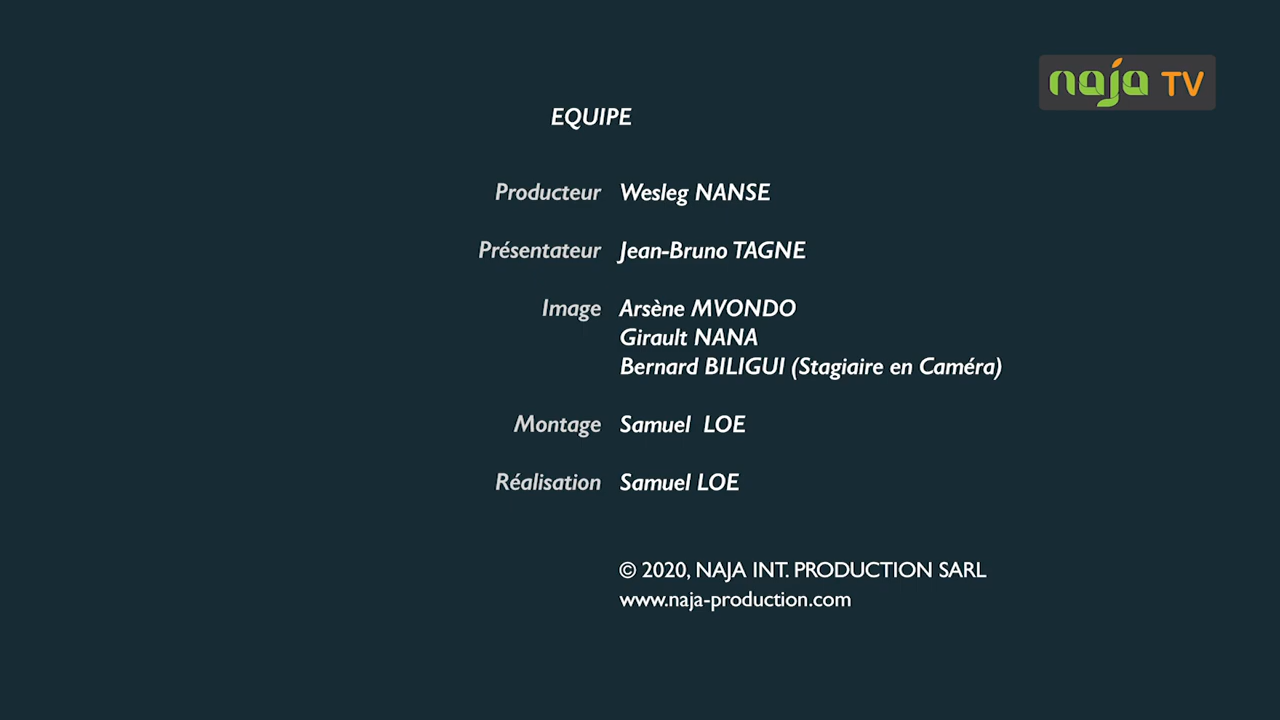 naja TV
EQUIPE
Producteur Wesleg NANSE
Présentateur Jean-Bruno TAGNE
Image Arsène MVONDO
Girault NANA
Bernard BILIGUI (Stagiaire en Caméra)
Montage Samuel LOE
Réalisation Samuel LOE
© 2020, NAJA INT. PRODUCTION SARL
www.naja-production.com